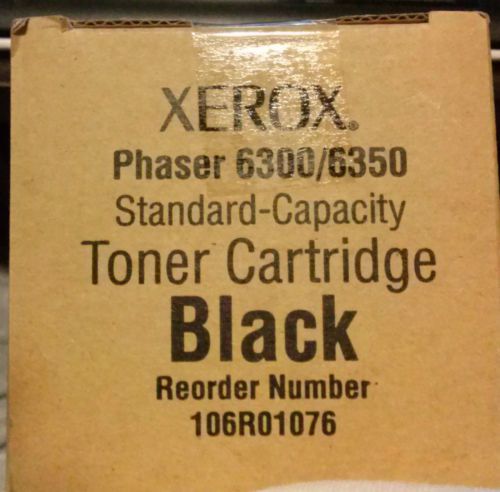 XEROX.
Phaser 6300/6350
Standard-Capacity
Toner Cartridge
Black
Reorder Number
106R01076